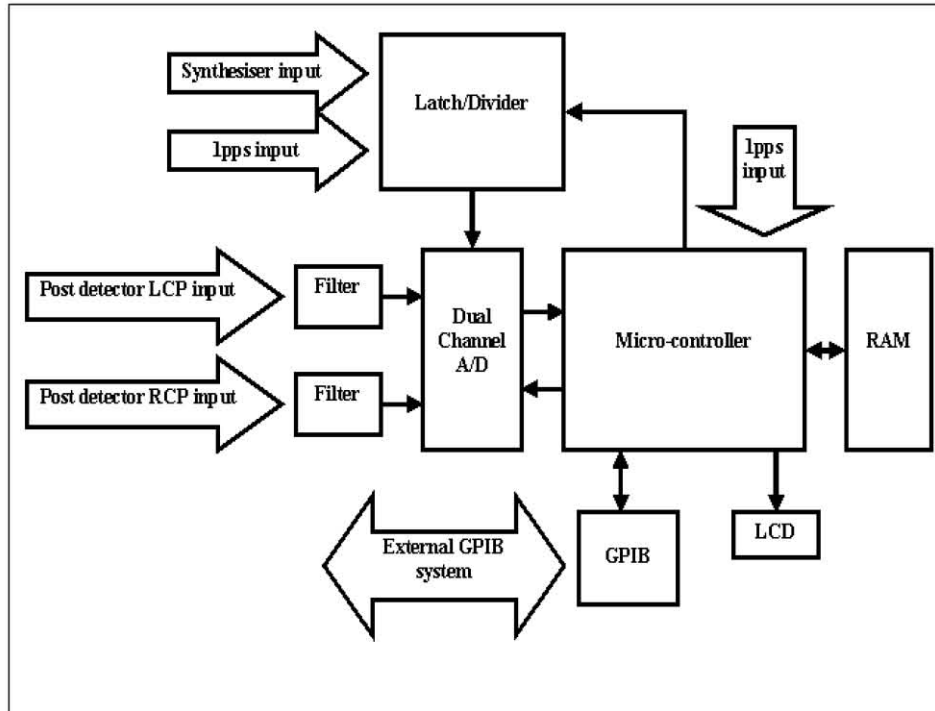 Synthesiser input
Latch/Divider
1pps input
1pps
input
Post detector LCP input
Filter
Dual
Channel
A/D
Micro-controller
RAM
Post detector RCP input
Filter
External GPIB
system
GPIB
LCD